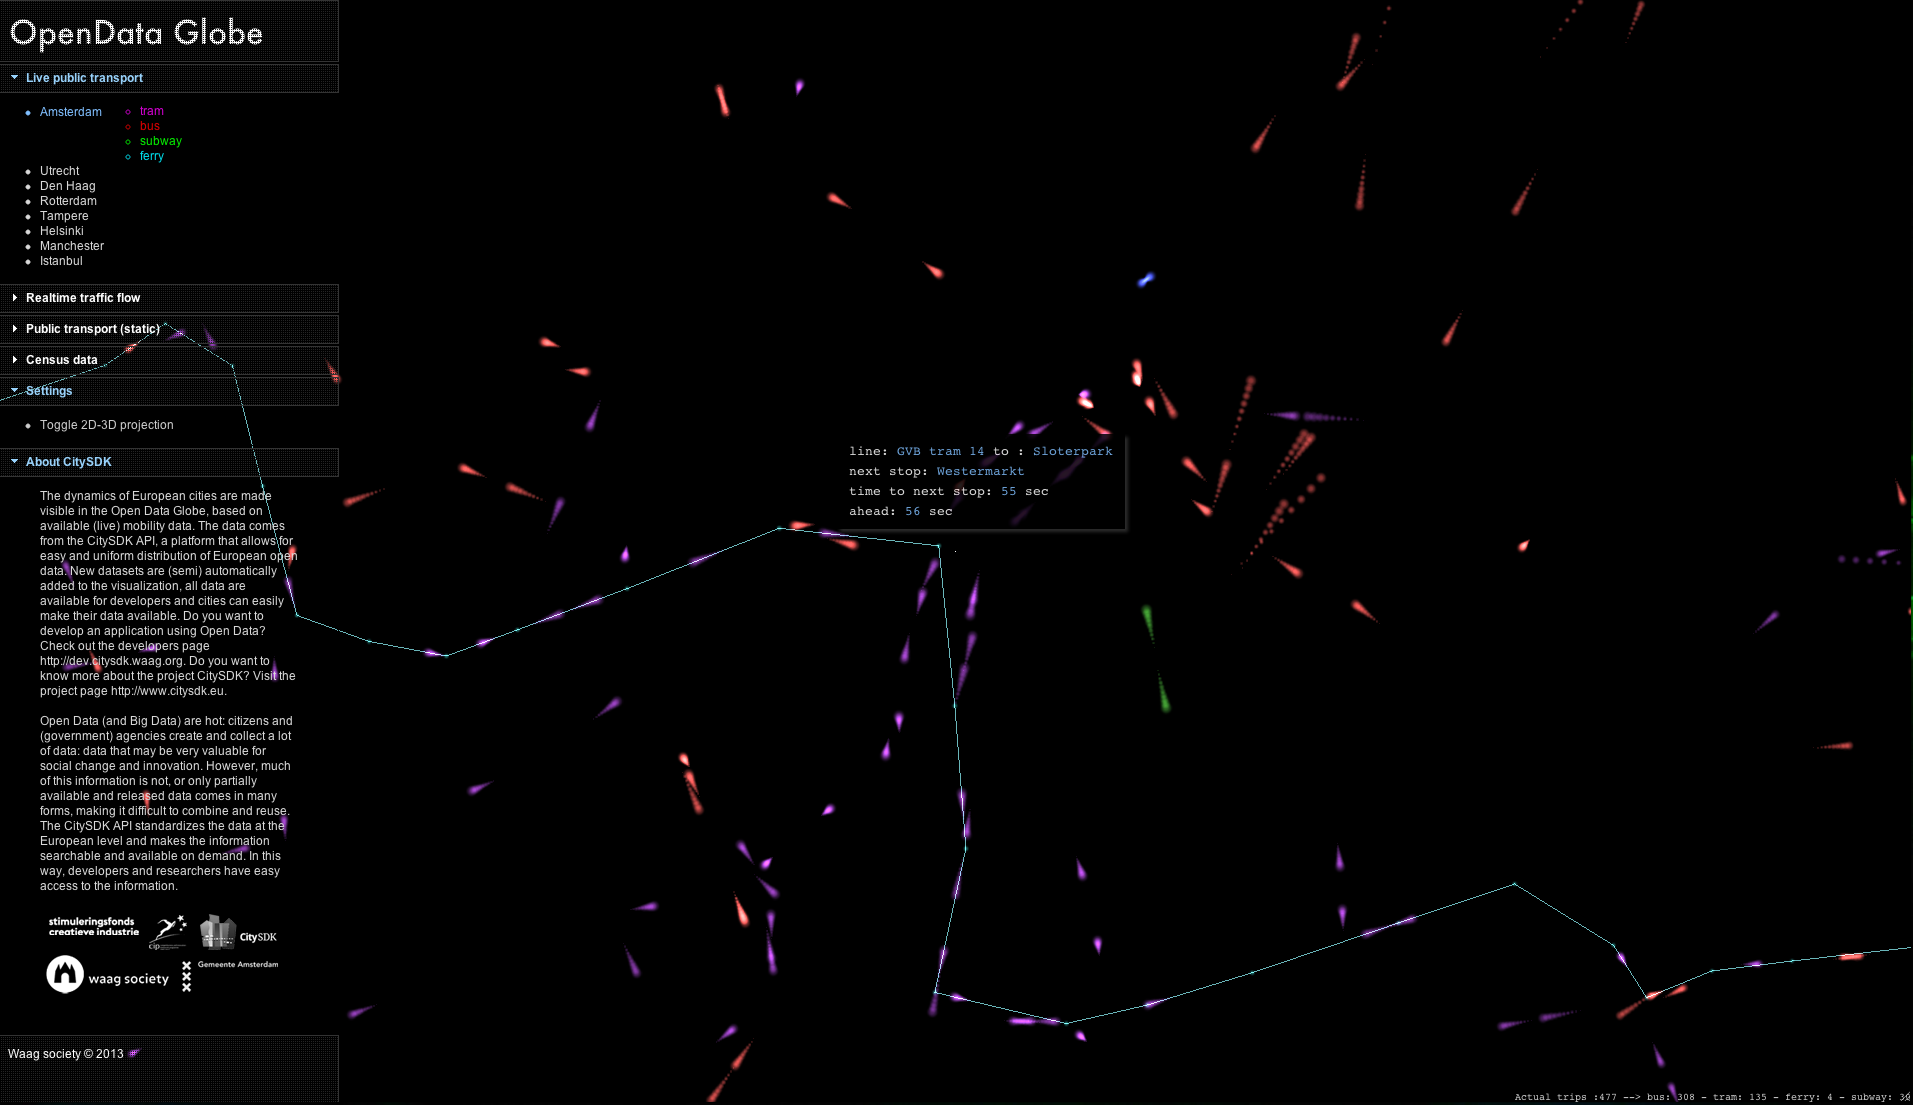 OpenData Globe
Live public transport
Amsterdam
tram
bus
subway
ferry
Utrecht
Den Haag
Rotterdam
Tampere
Helsinki
Manchester
Istanbul
Realtime traffic flow
Public transport (static)
Census data
Settings
Toggle 2D-3D projection
About CitySDK
The dynamics of European cities are made
visible in the Open Data Globe, based on
available (live) mobility data. The data comes
from the CitySDK API, a platform that allows for
easy and uniform distribution of European open
data. New datasets are (semi) automatically
added to the visualization, all data are
available for developers and cities can easily
make their data available. Do you want to
develop an application using Open Data?
Check out the developers page
http://dev.citysdk.waag.org. Do you want to
know more about the project CitySDK? Visit the
project page http://www.citysdk.eu.
Open Data (and Big Data) are hot: citizens and
(government) agencies create and collect a lot
of data: data that may be very valuable for
social change and innovation. However, much
of this information is not, or only partially
available and released data comes in many
forms, making it difficult to combine and reuse.
The CitySDK API standardizes the data at the
European level and makes the information
searchable and available on demand. In this
way, developers and researchers have easy
access to the information.
stimuleringsfonds
creatieve industrie
cip
CitySDK
waag society
Gemeente Amsterdam
Waag society © 2013
line: GVB tram 14 to : Sloterpark
next stop: Westermarkt
time to next stop: 55 sec
ahead: 56 sec
Actual trips :477 --> bus: 308 - tram: 135 - ferry: 4 - subway: